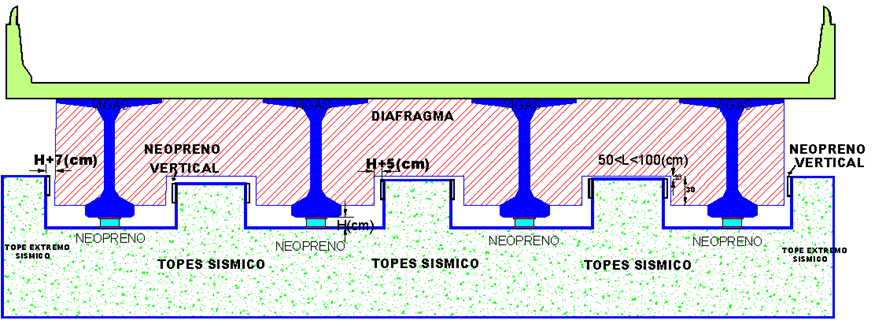 VIGAS
VIGAS
VIGAS
VIGAS
DIAFRAGMA
NEOPRENO
VERTICAL
H+7(cm)
H+5(cm)
50<L<100(cm)
NEOPRENO
VERTICAL
30
H(cm)
NEOPRENO
NEOPRENO
NEOPRENO
NEOPRENO
TOPE EXTREMO
SISMICO
TOPES SISMICO
TOPES SISMICO
TOPES SISMICO
TOPE EXTREMO
SISMICO